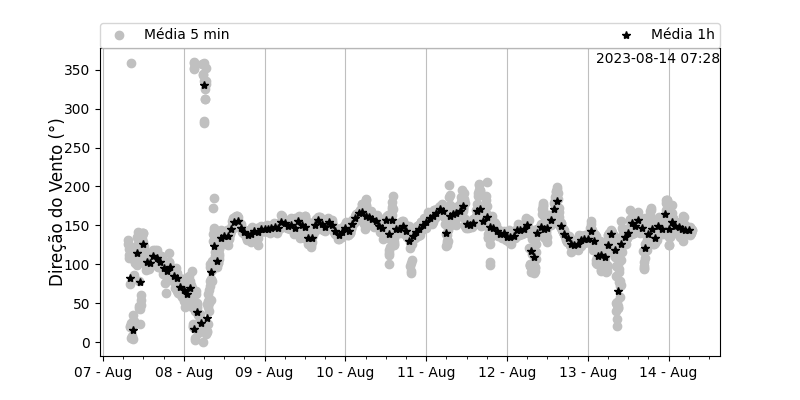 Média 5 min
Média 1h
2023-08-14 07:28
Direção do Vento (°)
350
300
250
200
150
100
50
0
07 - Aug
08 - Aug
09 - Aug
10 - Aug
11 - Aug
12 - Aug
13 - Aug
14 - Aug